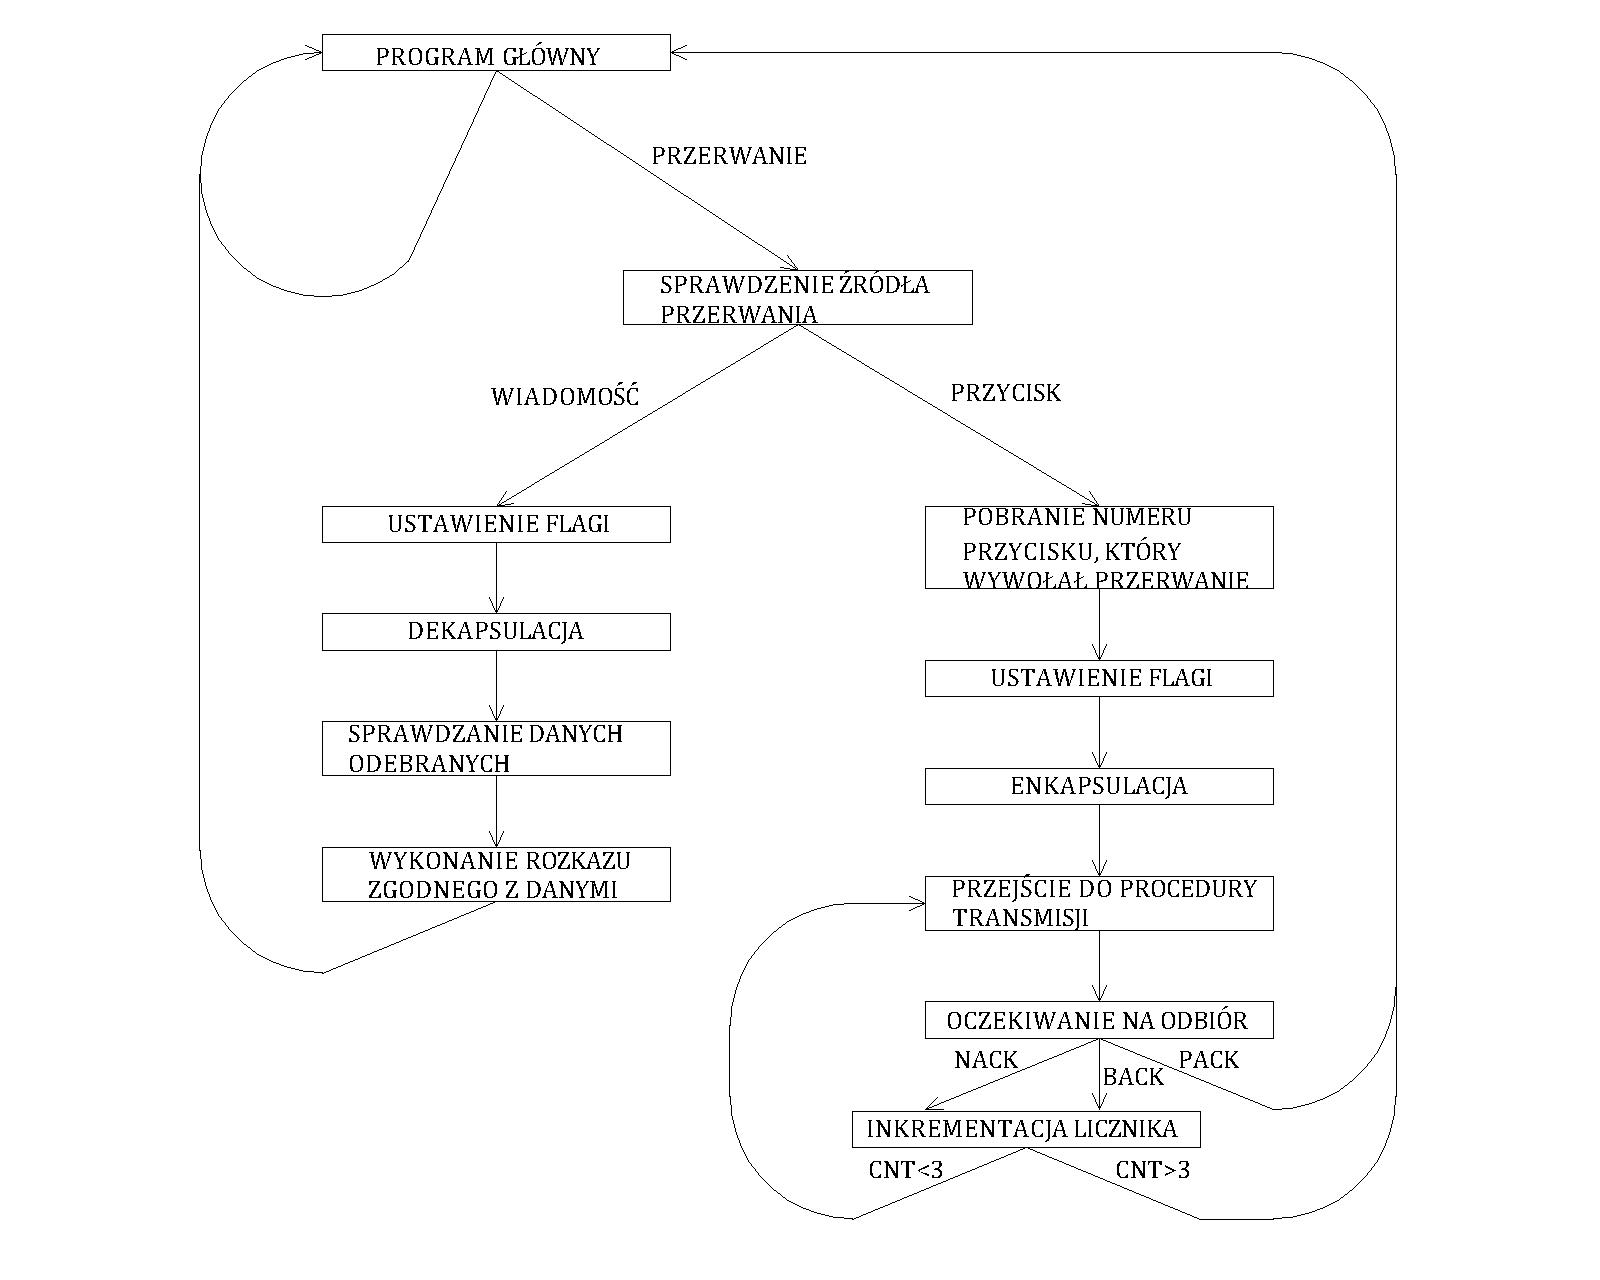 PROGRAM GŁÓWNY
PRZERWANIE
SPRAWDZENIE ŹRÓDŁA
PRZERWANIA
WIADOMOŚĆ
PRZYCISK
USTAWIENIE FLAGI
DEKAPSULACJA
SPRAWDZANIE DANYCH
ODEBRANYCH
WYKONANIE ROZKAZU
ZGODNEGO Z DANYMI
POBRANIE NUMERU
PRZYCISKU, KTÓRY
WYWOŁAŁ PRZERWANIE
USTAWIENIE FLAGI
ENKAPSULACJA
PRZEJŚCIE DO PROCEDURY
TRANSMISJI
OCZEKIWANIE NA ODBIÓR
NACK
BACK
PACK
INKREMENTACJA LICZNIKA
CNT<3
CNT>3